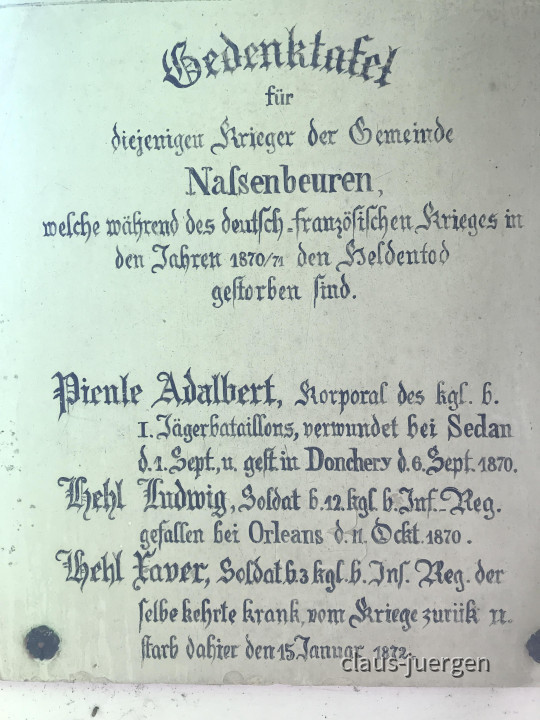 Gedenktafel
für
diejenigen Krieger der Gemeinde
Naſsenbeuren,
welche während des deutſch-franzöſiſchen Krieges in
den Jahren 1870/71 den Heldentod
geſtorben ſind.
Pienle Adalbert, Korporal des kgl. b.
I. Jägerbataillons, verwundet bei Sedan
d. 1. Sept., u. geſt. in Donchery d. 6. Sept. 1870.
Hehl Ludwig, Soldat b. 12. kgl. b. Inf.-Reg.
gefallen bei Orleans d. 11. Ockt. 1870.
Hehl Xaver, Soldat b. 3 kgl. b. Inf. Reg. der
ſelbe kehrte krank, vom Kriege zurük u.
ſtarb dahier den 15. Januar 1872.
claus-juergen